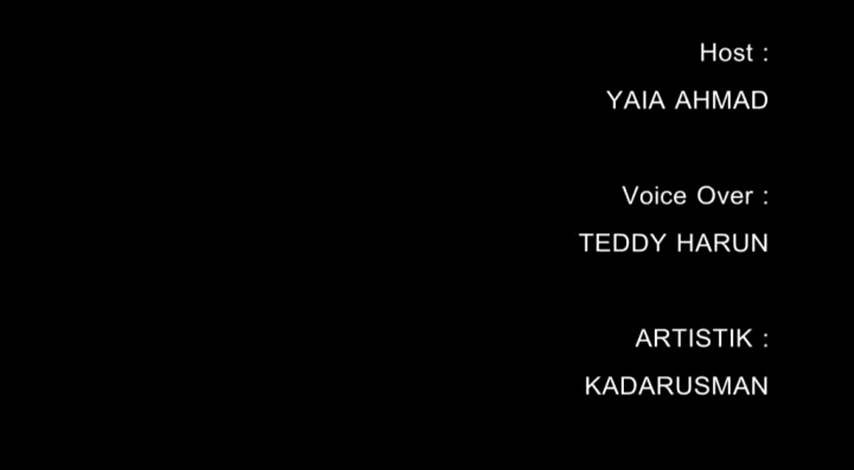 Host :
YAIA AHMAD
Voice Over :
TEDDY HARUN
ARTISTIK :
KADARUSMAN